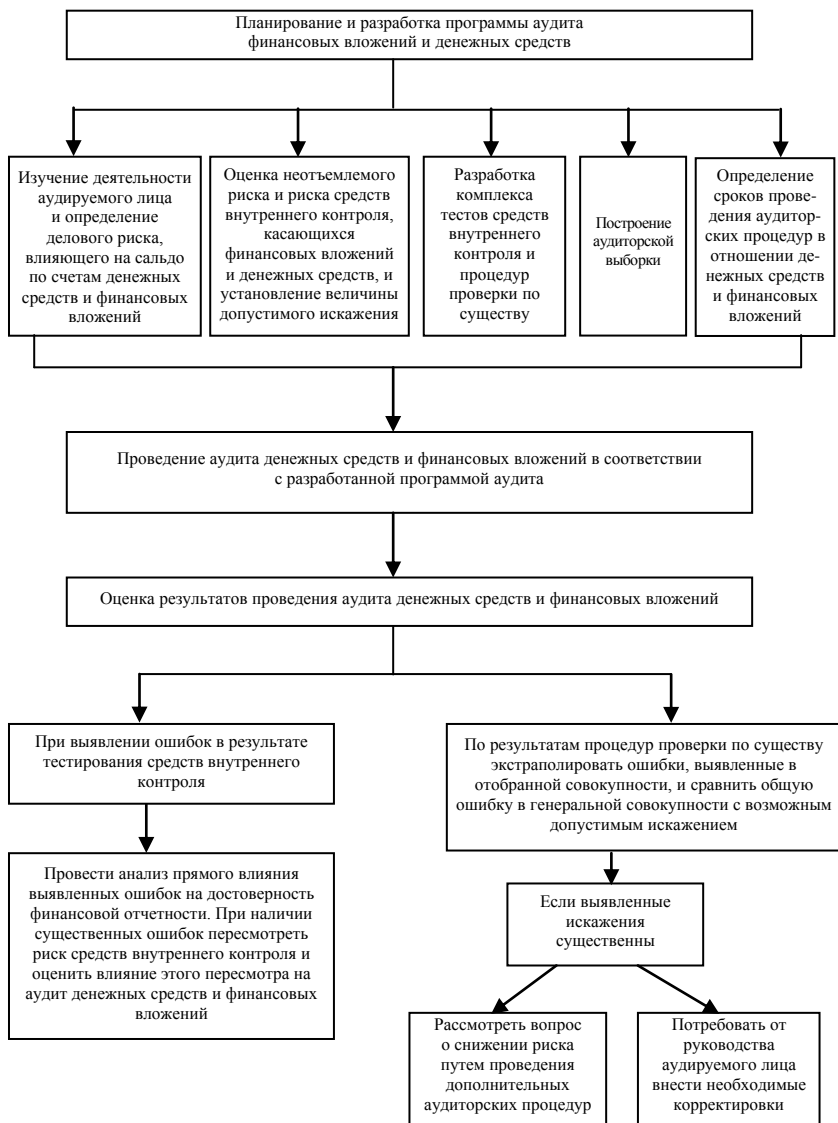 Планирование и разработка программы аудита
финансовых вложений и денежных средств
Изучение деятельности
аудируемого лица
и определение
делового риска,
влияющего на сальдо
по счетам денежных
средств и финансовых
вложений
Оценка неотъемлемого
риска и риска средств
внутреннего контроля,
касающихся
финансовых вложений
и денежных средств, и
установление величины
допустимого искажения
Разработка
комплекса
тестов средств
внутреннего
контроля и
процедур
проверки по
существу
Построение
аудиторской
выборки
Определение
сроков прове-
дения аудитор-
ских процедур в
отношении де-
нежных средств
и финансовых
вложений
Проведение аудита денежных средств и финансовых вложений в соответствии
с разработанной программой аудита
Оценка результатов проведения аудита денежных средств и финансовых вложений
При выявлении ошибок в результате
тестирования средств внутреннего
контроля
По результатам процедур проверки по существу
экстраполировать ошибки, выявленные в
отобранной совокупности, и сравнить общую
ошибку в генеральной совокупности с возможным
допустимым искажением
Провести анализ прямого влияния
выявленных ошибок на достоверность
финансовой отчетности. При наличии
существенных ошибок пересмотреть
риск средств внутреннего контроля и
оценить влияние этого пересмотра на
аудит денежных средств и финансовых
вложений
Если выявленные
искажения
существенны
Рассмотреть вопрос
о снижении риска
путем проведения
дополнительных
аудиторских процедур
Потребовать от
руководства
аудируемого лица
внести необходимые
корректировки